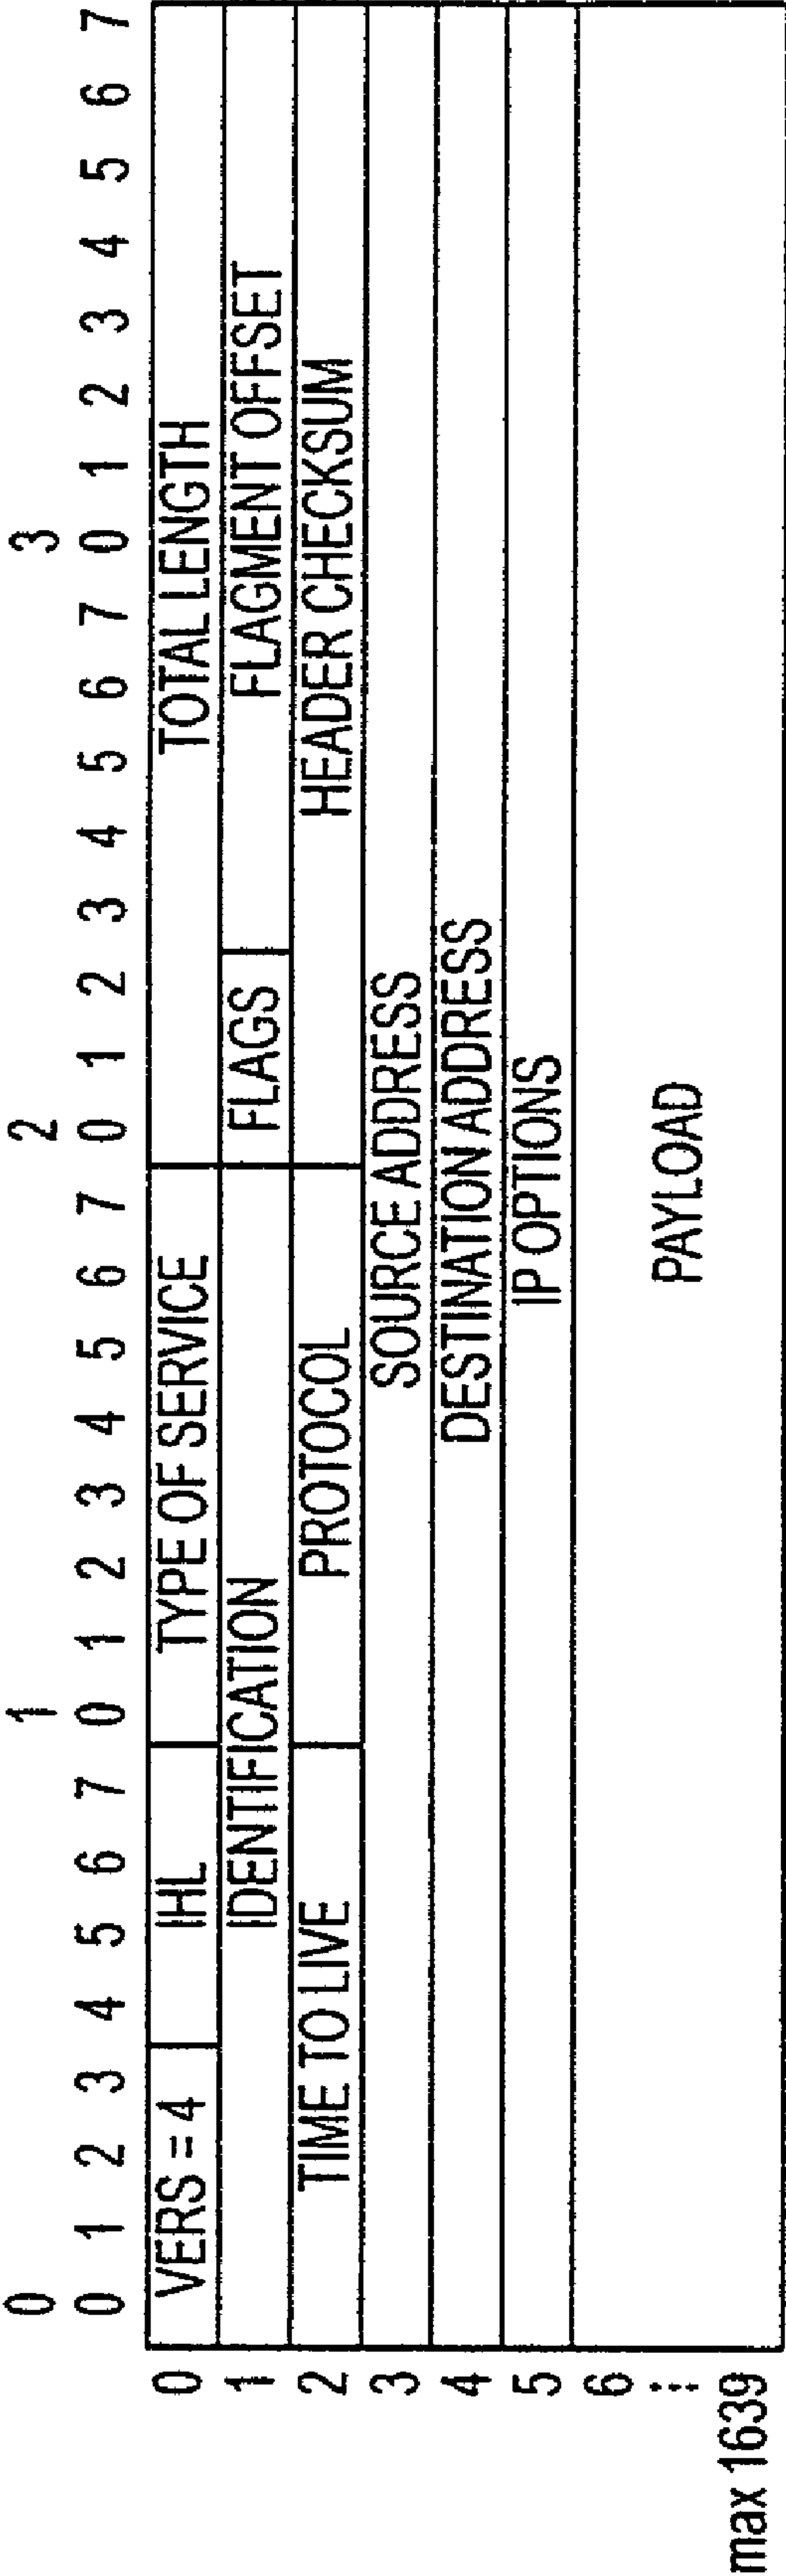 0 1 2 3
0 1 2 3 4 5 6 7 0 1 2 3 4 5 6 7 0 1 2 3 4 5 6 7 0 1 2 3 4 5 6 7
0 VERS = 4 IHL TYPE OF SERVICE TOTAL LENGTH
1 IDENTIFICATION FLAGS FLAGMENT OFFSET
2 TIME TO LIVE PROTOCOL HEADER CHECKSUM
3 SOURCE ADDRESS
4 DESTINATION ADDRESS
5 IP OPTIONS
6
⋮ PAYLOAD
max 1639